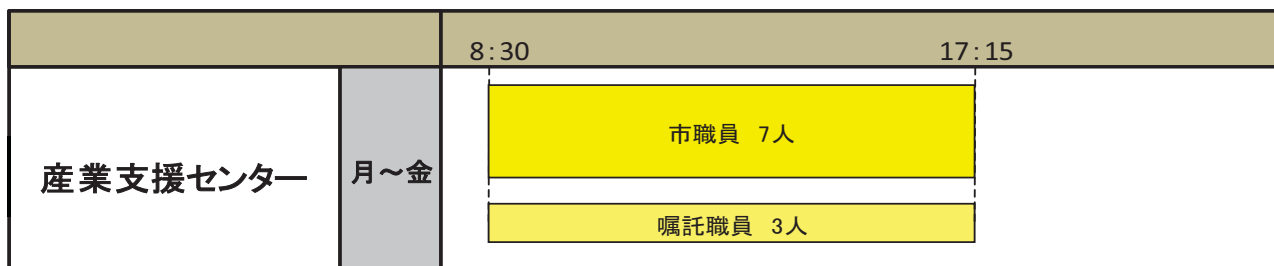 8:30
17:15
産業支援センター
月～金
市職員　7人
嘱託職員　3人